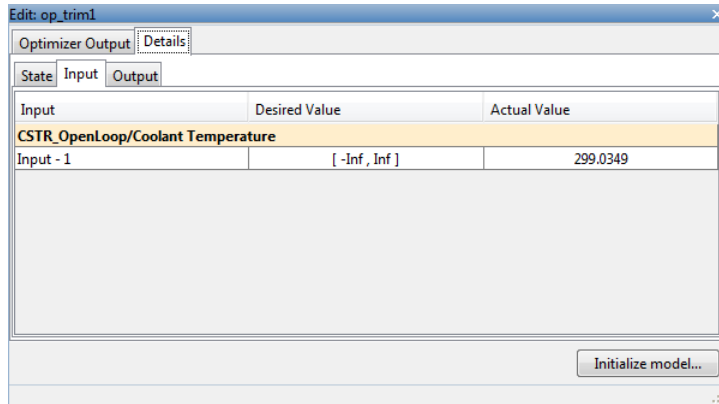 Edit: op_trim1
Optimizer Output Details
State Input Output
Input Desired Value Actual Value
CSTR_OpenLoop/Coolant Temperature
Input - 1 [ -Inf , Inf ] 299.0349
Initialize model...